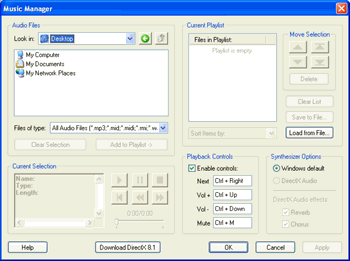 Music Manager
Audio Files
Look in:
Desktop
My Computer
My Documents
My Network Places
Files of type:
All Audio Files (*.mp3,*.mid,*.midi,*.rmi,*.w
Clear Selection
Add to Playlist ->
Current Playlist
Files in Playlist:
Playlist is empty
Sort Items by:
Move Selection
Delete
Clear List
Save to File...
Load from File...
Current Selection
Name:
Type:
Length:
0:00/0:00
Playback Controls
Enable controls:
Next Ctrl + Right
Vol + Ctrl + Up
Vol - Ctrl + Down
Mute Ctrl + M
Synthesizer Options
Windows default
DirectX Audio
DirectX Audio effects:
Reverb
Chorus
Help
Download DirectX 8.1
OK
Cancel
Apply